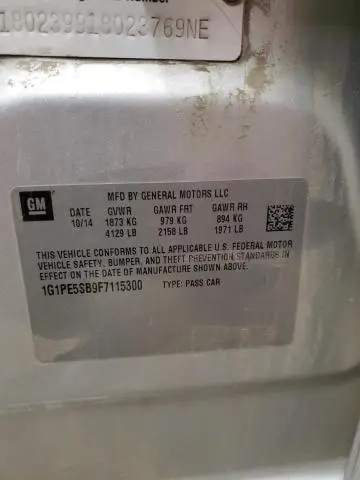 180239918023769NE
GM
MFD BY GENERAL MOTORS LLC
DATE GVWR GAWR FRT GAWR RR
10/14 1873 KG 979 KG 894 KG
4129 LB 2158 LB 1971 LB
THIS VEHICLE CONFORMS TO ALL APPLICABLE U.S. FEDERAL MOTOR
VEHICLE SAFETY, BUMPER, AND THEFT PREVENTION STANDARDS IN
EFFECT ON THE DATE OF MANUFACTURE SHOWN ABOVE.
1G1PE5SB9F7115300 TYPE: PASS CAR